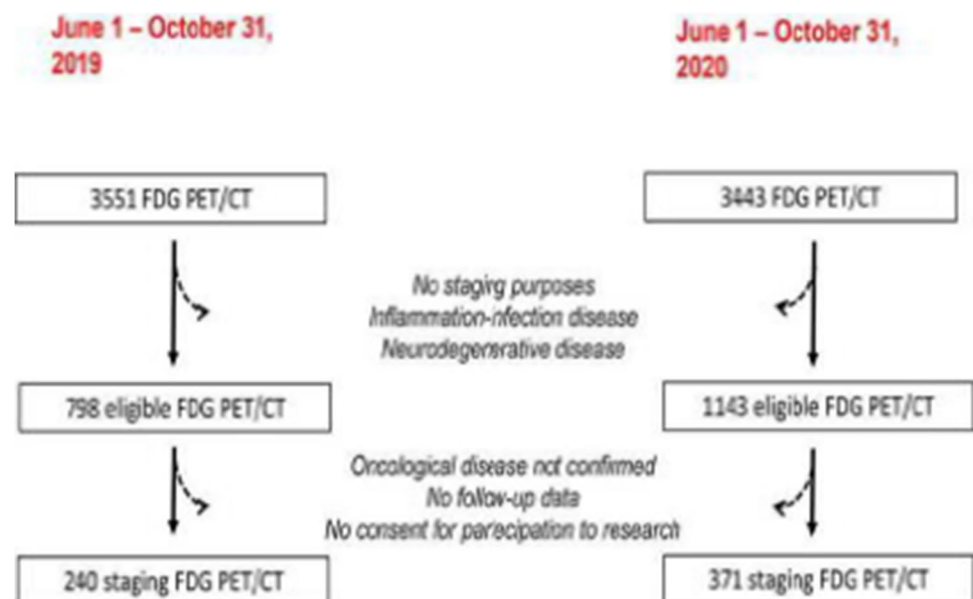 June 1 – October 31,
2019
June 1 – October 31,
2020
3551 FDG PET/CT
3443 FDG PET/CT
No staging purposes
Inflammation-infection disease
Neurodegenerative disease
798 eligible FDG PET/CT
1143 eligible FDG PET/CT
Oncological disease not confirmed
No follow-up data
No consent for parecipation to research
240 staging FDG PET/CT
371 staging FDG PET/CT